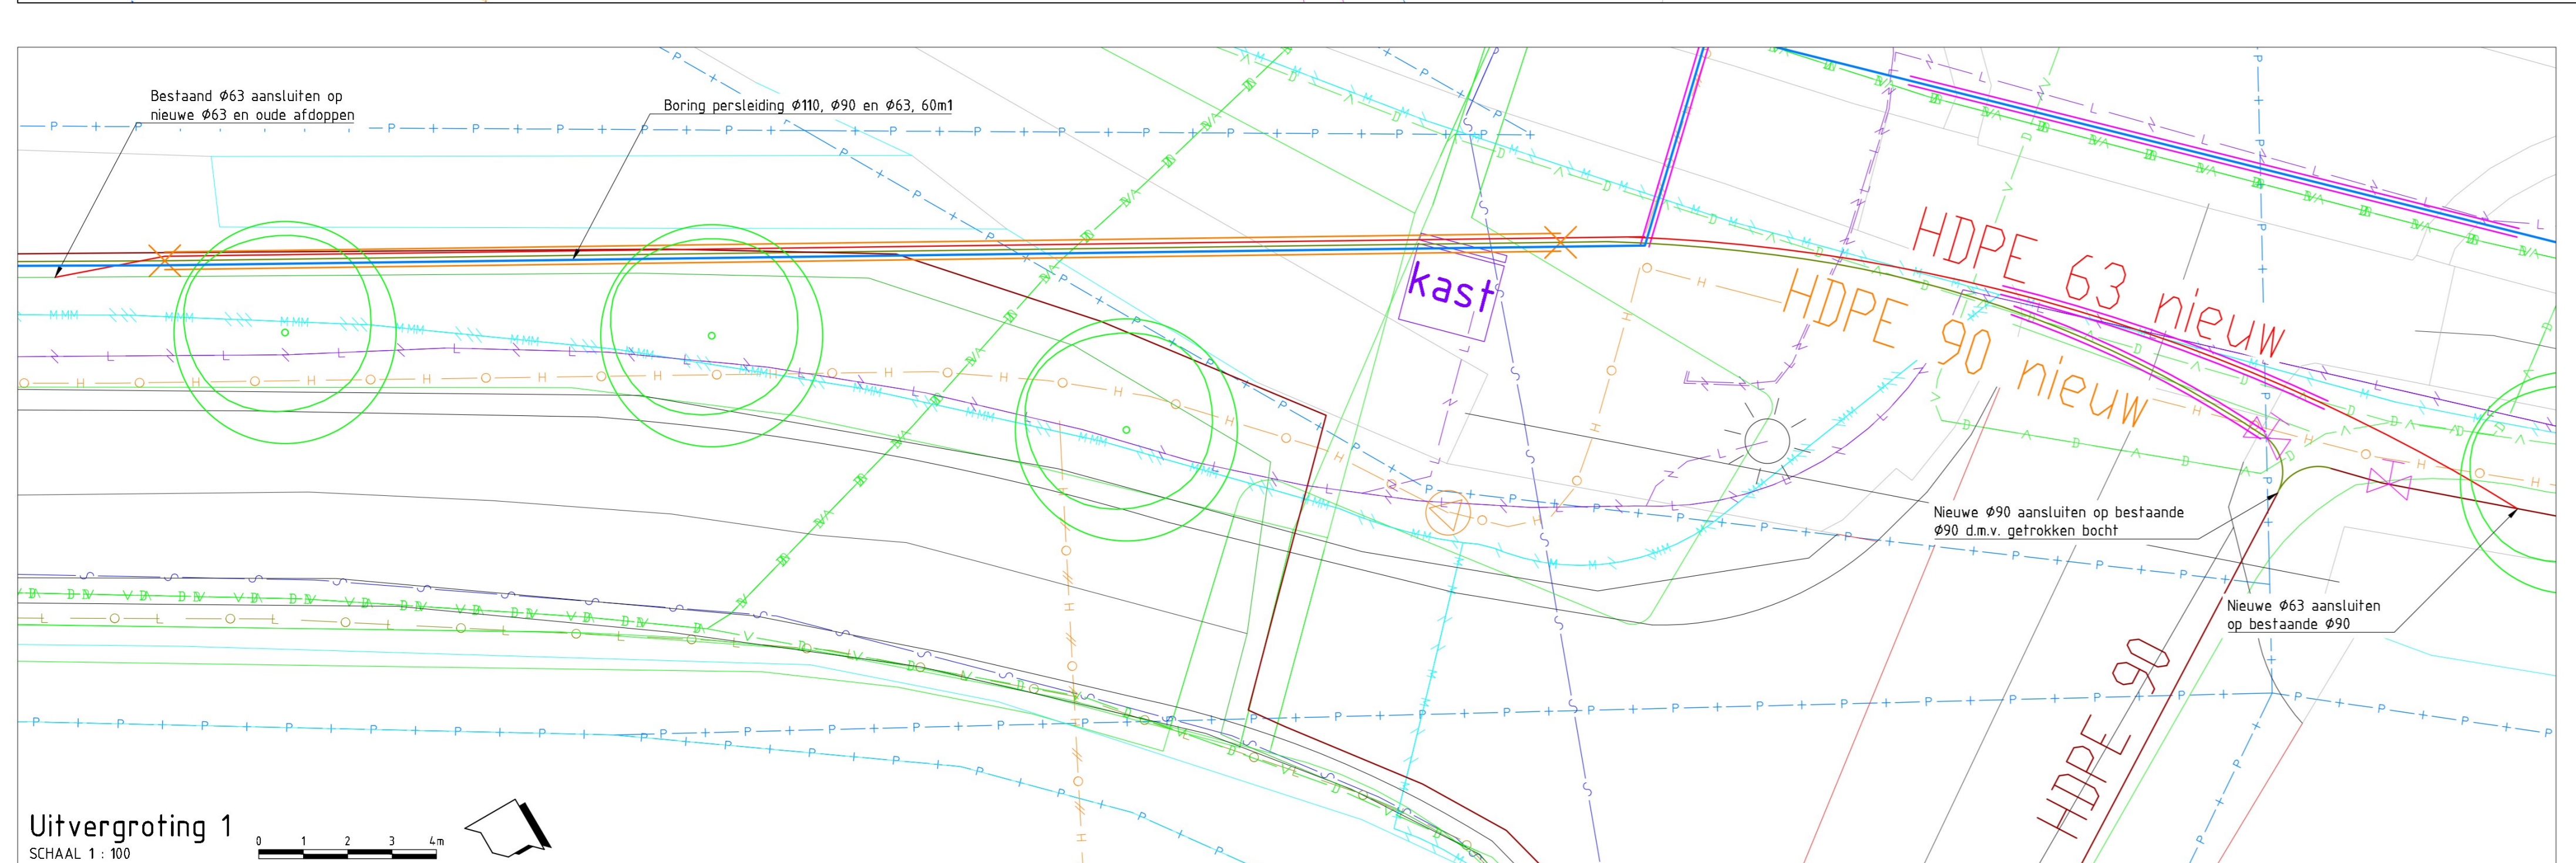 Bestaand Ø63 aansluiten op
nieuwe Ø63 en oude afdoppen
Boring persleiding Ø110, Ø90 en Ø63, 60m1
kast
HDPE 63 nieuw
HDPE 90 nieuw
Nieuwe Ø90 aansluiten op bestaande
Ø90 d.m.v. getrokken bocht
Nieuwe Ø63 aansluiten
op bestaande Ø90
HDPE 90
Uitvergroting 1
SCHAAL 1 : 100
0 1 2 3 4m